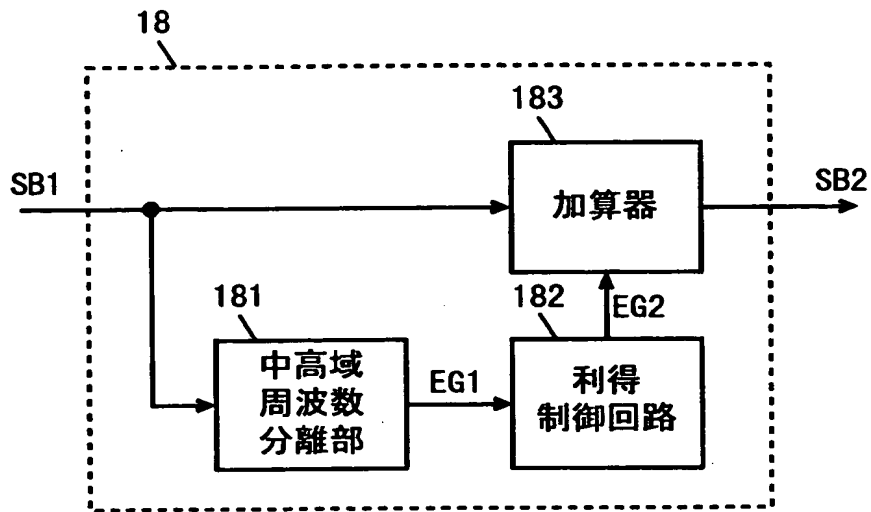 18
183
SB1
加算器
SB2
181
182
EG2
中高域
周波数
分離部
EG1
利得
制御回路